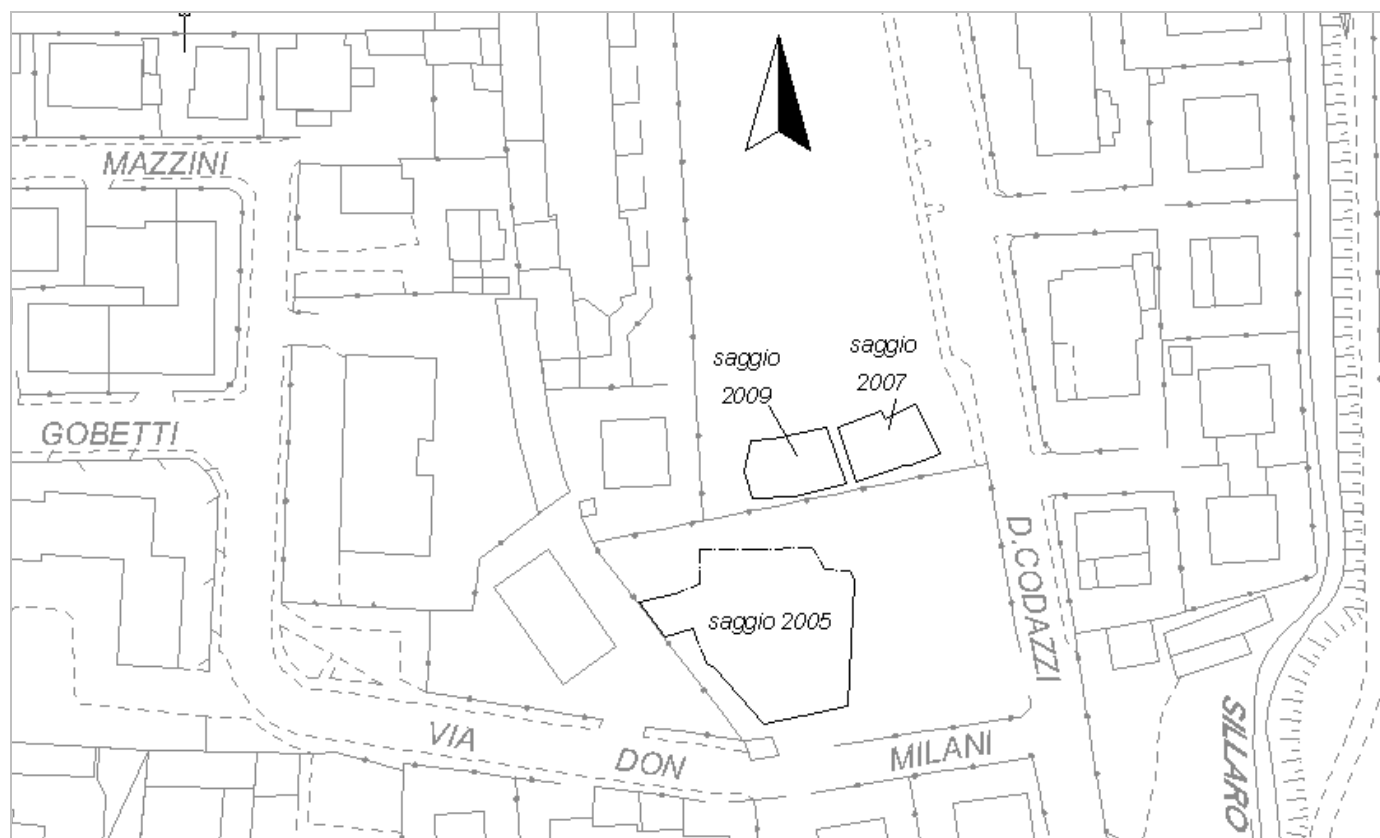 MAZZINI
saggio
2009
saggio
2007
GOBETTI
D.CODAZZI
saggio 2005
SILLARO
VIA
DON
MILANI